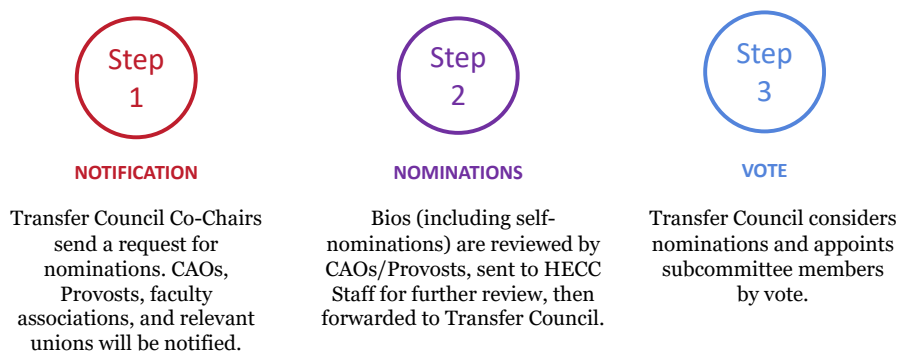 Step
1
NOTIFICATION
Transfer Council Co-Chairs
send a request for
nominations. CAOs,
Provosts, faculty
associations, and relevant
unions will be notified.
Step
2
NOMINATIONS
Bios (including self-
nominations) are reviewed by
CAOs/Provosts, sent to HECC
Staff for further review, then
forwarded to Transfer Council.
Step
3
VOTE
Transfer Council considers
nominations and appoints
subcommittee members
by vote.